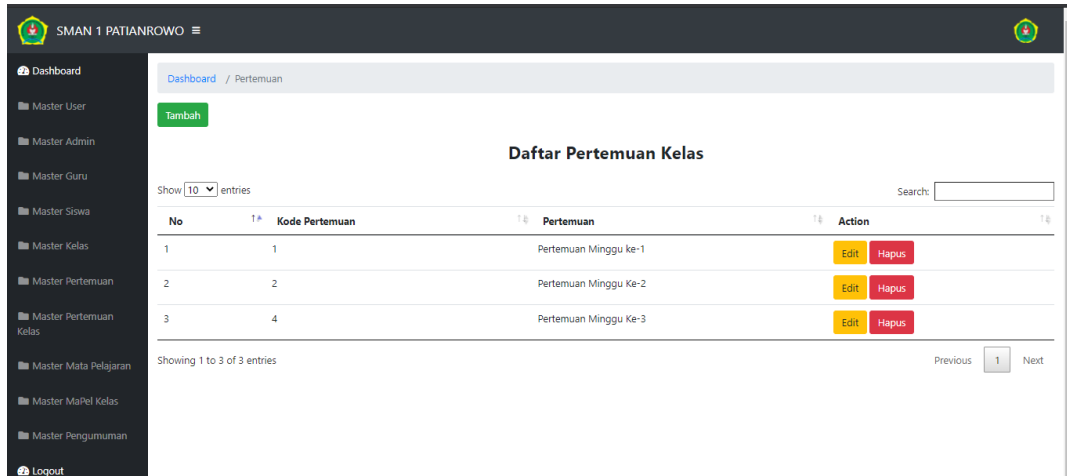 SMAN 1 PATIANROWO
Dashboard
Master User
Master Admin
Master Guru
Master Siswa
Master Kelas
Master Pertemuan
Master Pertemuan
Kelas
Master Mata Pelajaran
Master MaPel Kelas
Master Pengumuman
Logout
Dashboard / Pertemuan
Tambah
Daftar Pertemuan Kelas
Show 10 entries Search:
No Kode Pertemuan Pertemuan Action
1 1 Pertemuan Minggu ke-1 Edit Hapus
2 2 Pertemuan Minggu Ke-2 Edit Hapus
3 4 Pertemuan Minggu Ke-3 Edit Hapus
Showing 1 to 3 of 3 entries Previous 1 Next